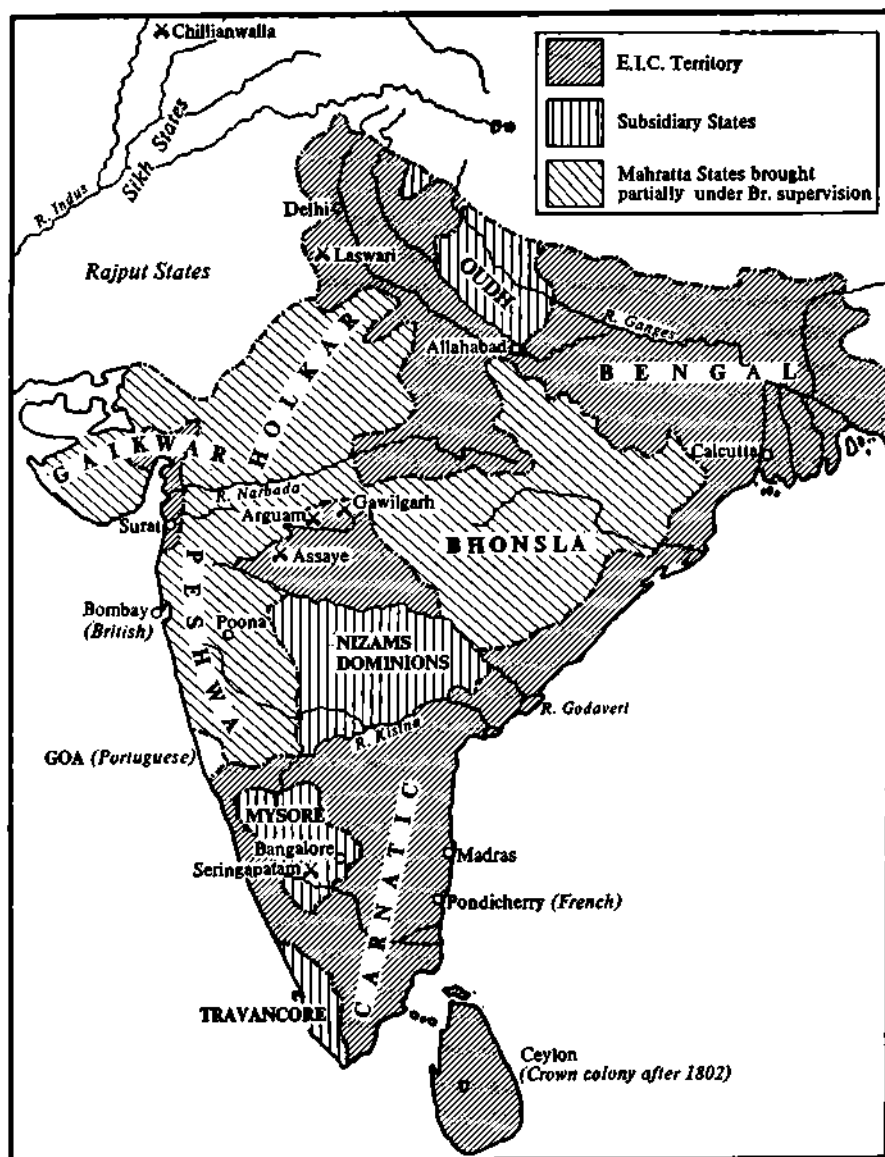 Chillianwalla
E.I.C. Territory
Subsidiary States
Mahratta States brought
partially under Br. supervision
Sikh States
R. Indus
Delhi
Laswari
Rajput States
OUDH
R. Ganges
Allahabad
BENGAL
HOLKAR
GAIKWAR
Calcutta
R. Narbada
Gawilgarh
Arguam
Surat
Assaye
BHONSLA
PESHWA
Bombay
(British)
Poona
NIZAMS
DOMINIONS
R. Godaveri
R. Kistna
GOA (Portuguese)
MYSORE
Bangalore
Seringapatam
CARNATIC
Madras
Pondicherry (French)
TRAVANCORE
Ceylon
(Crown colony after 1802)